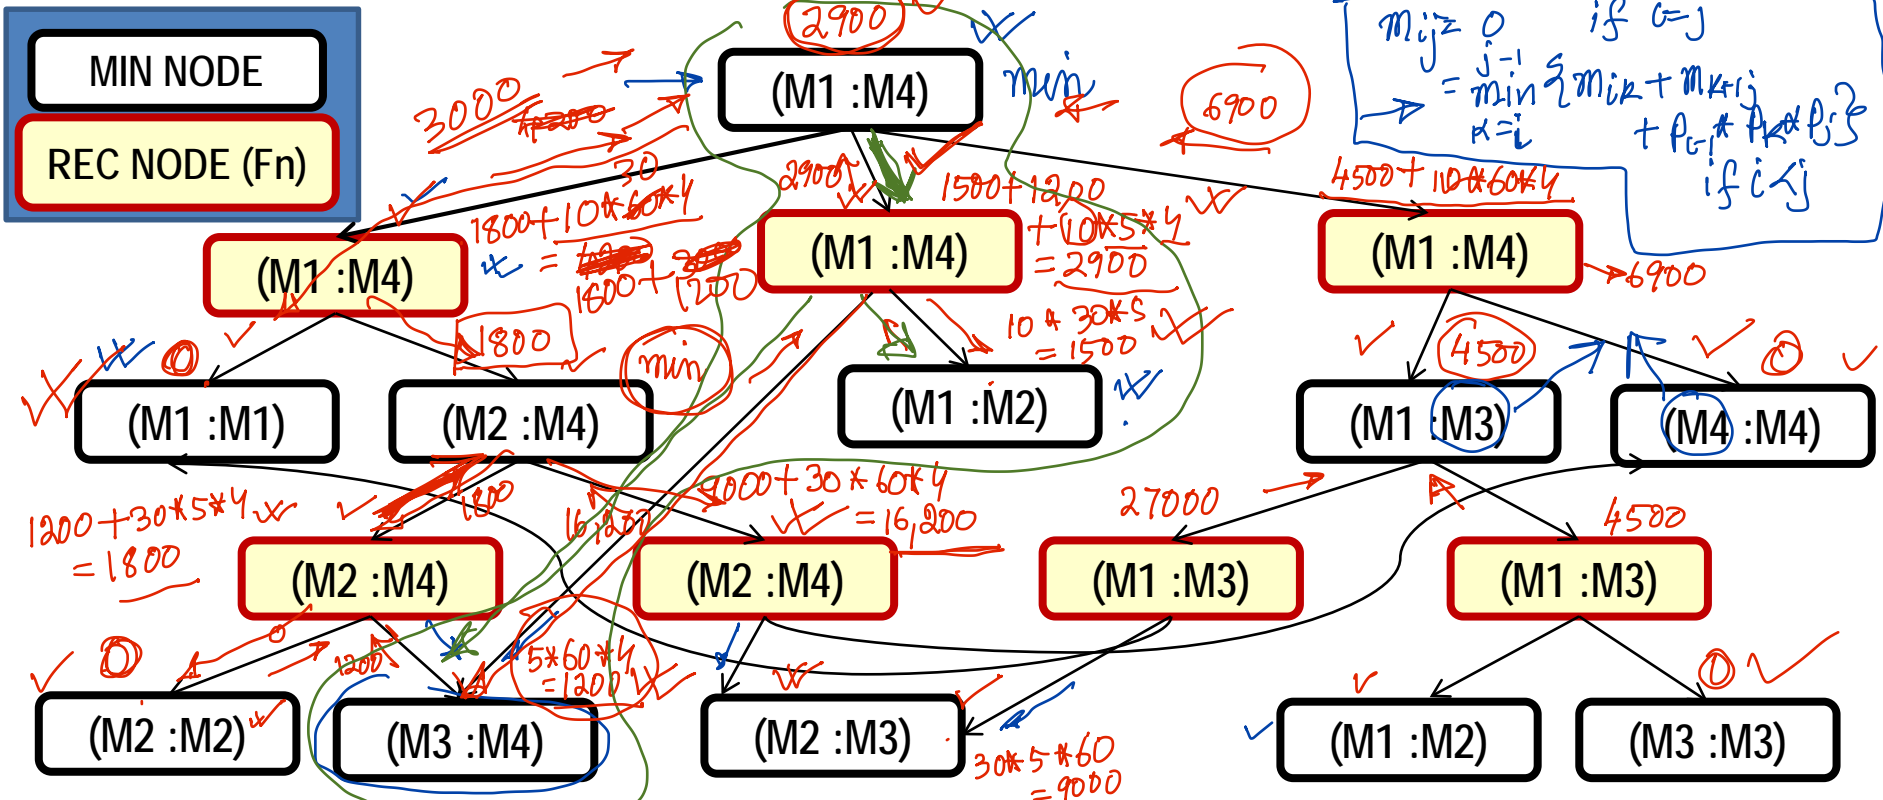 MIN NODE
REC NODE (Fn)
2900
(M1 :M4)
min
3000
6900
mij = 0 if i=j
j-1
= min { mik + mk+1j
k=i
+ Pi-1 * Pk * Pj }
if i<j
30
1800+10*60*4
=
1800+1200
(M1 :M4)
2900
1500+1200
+(10*5*4
=2900
(M1 :M4)
4500+10*60*4
(M1 :M4)
6900
0
1800
min
10 * 30*5
=1500
4500
0
(M1 :M1)
(M2 :M4)
(M1 :M2)
(M1 :M3)
(M4 :M4)
1200+30*5*4
=1800
1800
16,200
9000+30*60*4
=16,200
27000
4500
(M2 :M4)
(M2 :M4)
(M1 :M3)
(M1 :M3)
0
0
1200
5*60*4
=1200
0
(M2 :M2)
(M3 :M4)
(M2 :M3)
(M1 :M2)
(M3 :M3)
30*5*60
=9000